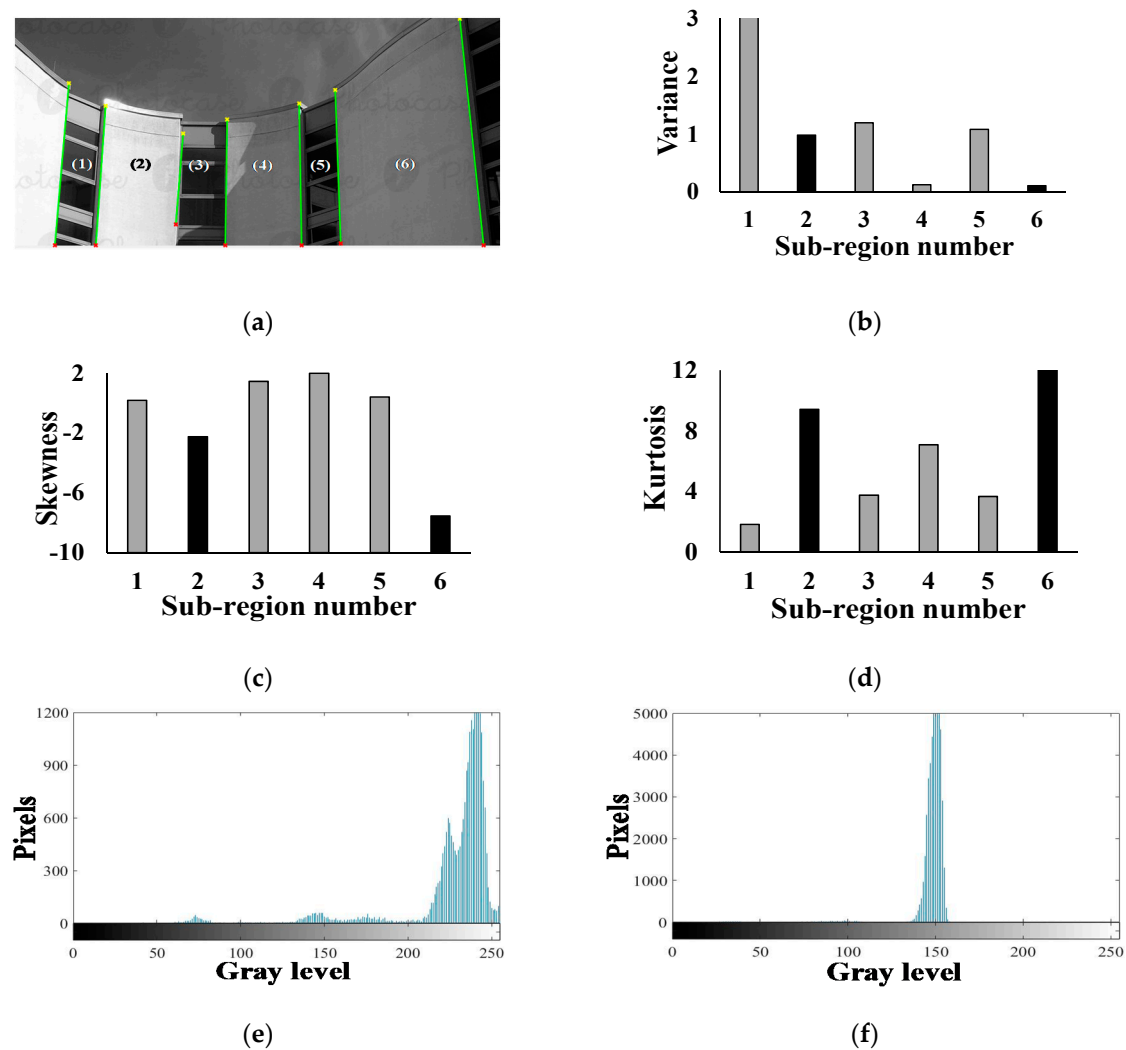 Photocase
(1) (2) (3) (4) (5) (6)
(a)
3
2
1
0
Variance
1 2 3 4 5 6
Sub-region number
(b)
2
-2
-6
-10
Skewness
1 2 3 4 5 6
Sub-region number
(c)
12
8
4
0
Kurtosis
1 2 3 4 5 6
Sub-region number
(d)
1200
900
600
300
0
Pixels
0 50 100 150 200 250
Gray level
(e)
5000
4000
3000
2000
1000
0
Pixels
0 50 100 150 200 250
Gray level
(f)